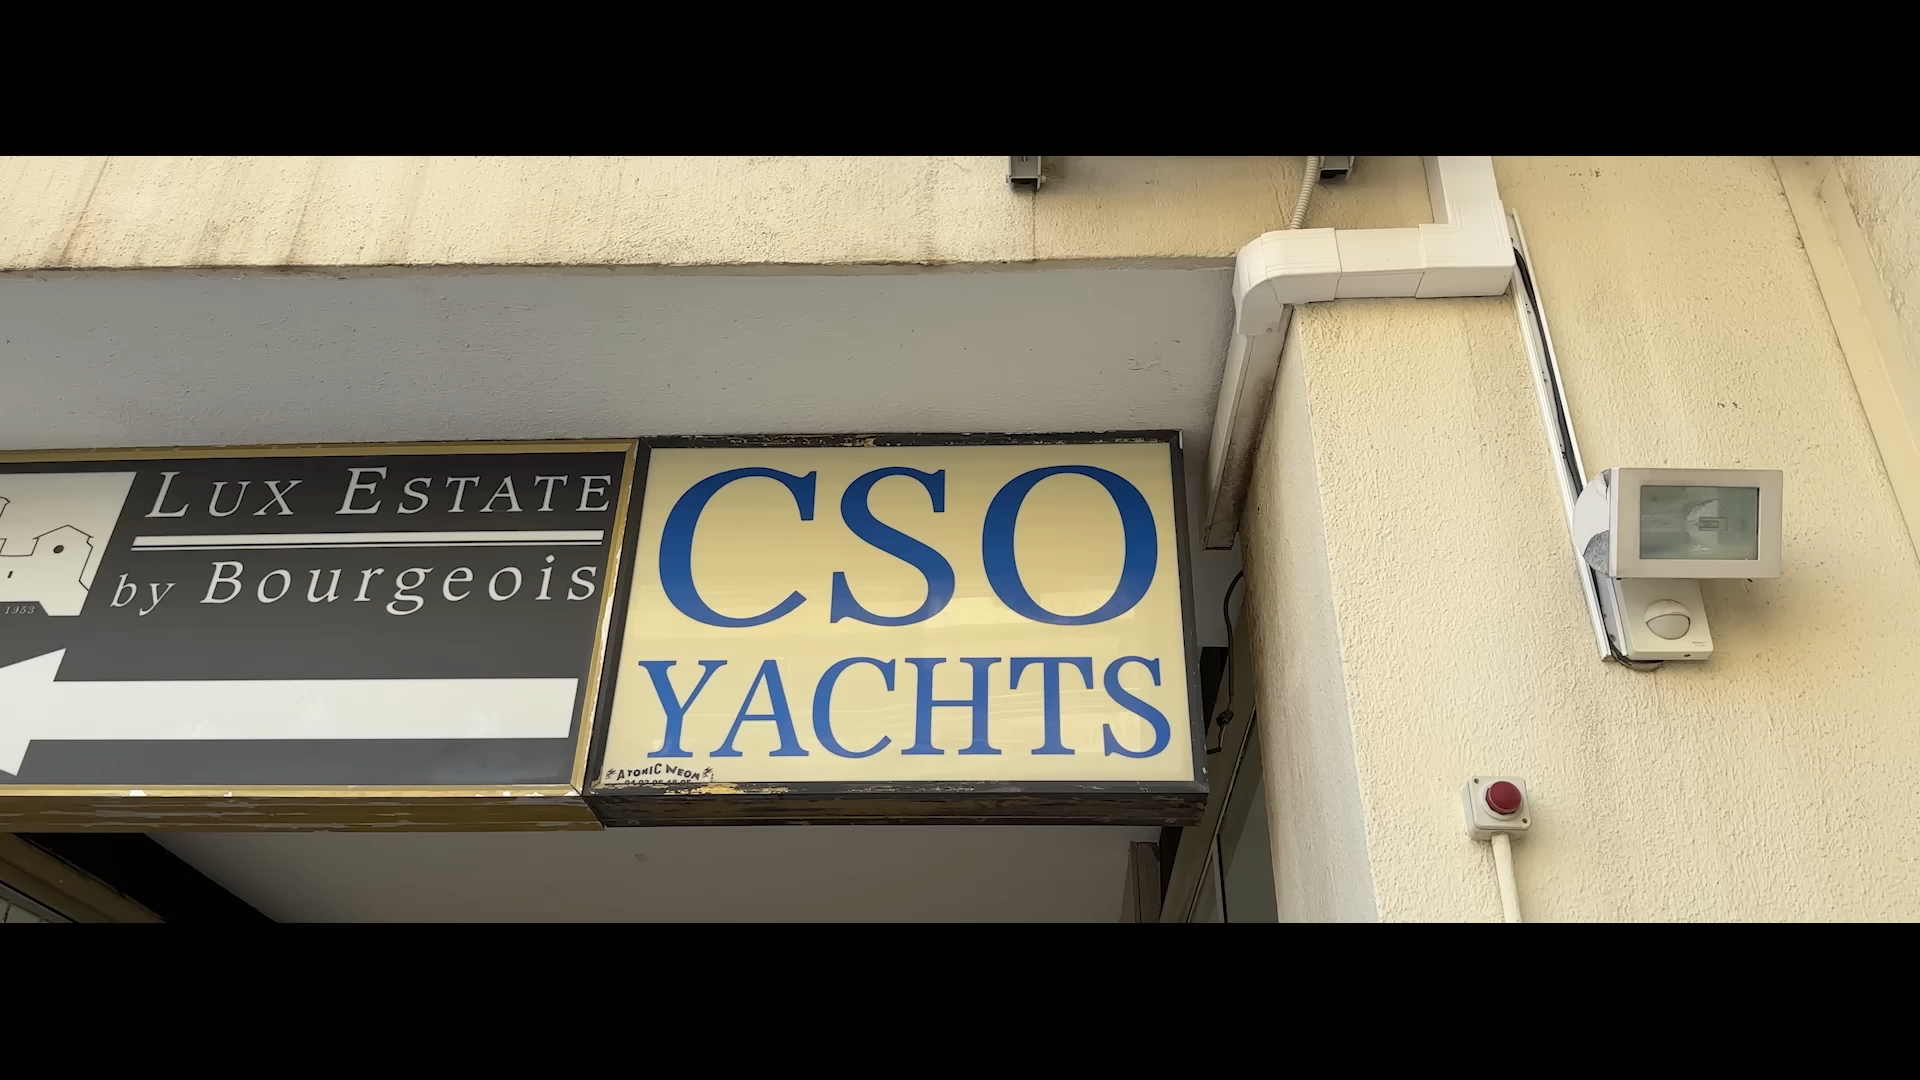 LUX ESTATE
by Bourgeois
1953
CSO
YACHTS
ATOMIC NEON